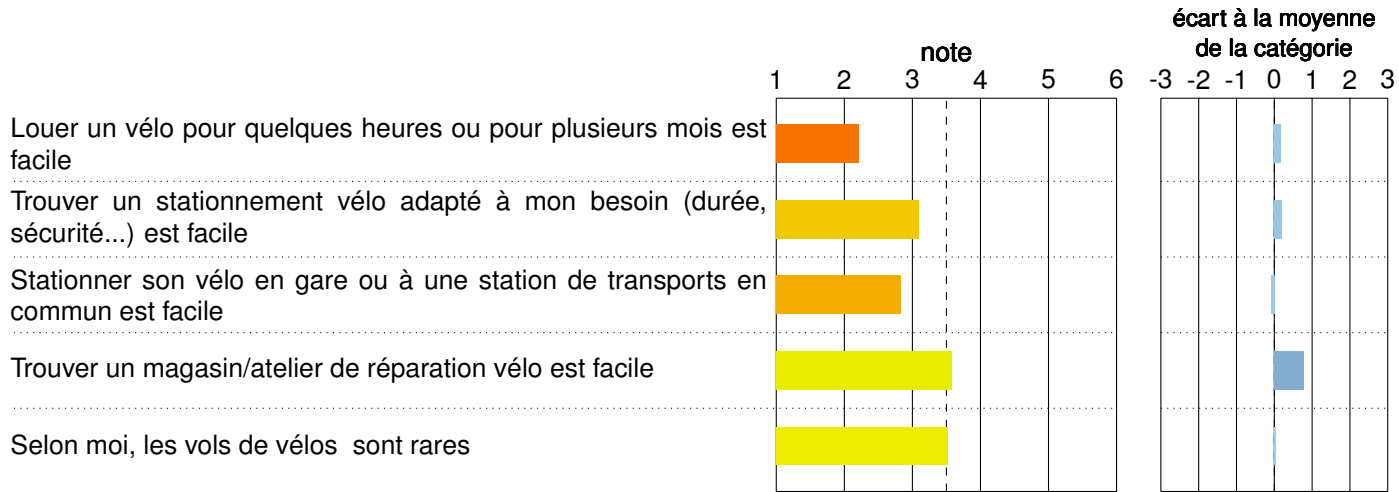 écart à la moyenne
note
de la catégorie
1 2 3 4 5 6
-3 -2 -1 0 1 2 3
Louer un vélo pour quelques heures ou pour plusieurs mois est
facile
Trouver un stationnement vélo adapté à mon besoin (durée,
sécurité...) est facile
Stationner son vélo en gare ou à une station de transports en
commun est facile
Trouver un magasin/atelier de réparation vélo est facile
Selon moi, les vols de vélos sont rares